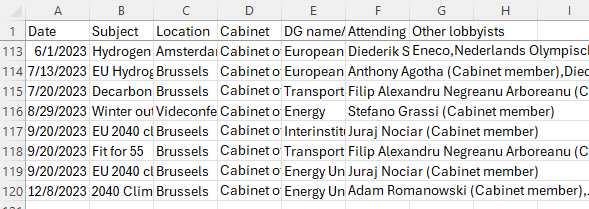 A B C D E F G H I
1 Date Subject Location Cabinet DG name/ Attending Other lobbyists
113 6/1/2023 Hydrogen Amsterda Cabinet o European Diederik S Eneco,Nederlands Olympisc
114 7/13/2023 EU Hydrog Brussels Cabinet o European Anthony Agotha (Cabinet member),Died
115 7/20/2023 Decarbon Brussels Cabinet o Transport Filip Alexandru Negreanu Arboreanu (C
116 8/29/2023 Winter out Videconfe Cabinet o Energy Stefano Grassi (Cabinet member)
117 9/20/2023 EU 2040 cl Bruseels Cabinet o Interinstit Juraj Nociar (Cabinet member)
118 9/20/2023 Fit for 55 Brussels Cabinet o Transport Filip Alexandru Negreanu Arboreanu (C
119 9/20/2023 EU 2040 cl Brussels Cabinet o Energy Un Juraj Nociar (Cabinet member)
120 12/8/2023 2040 Clim Brussels Cabinet o Energy Un Adam Romanowski (Cabinet member),